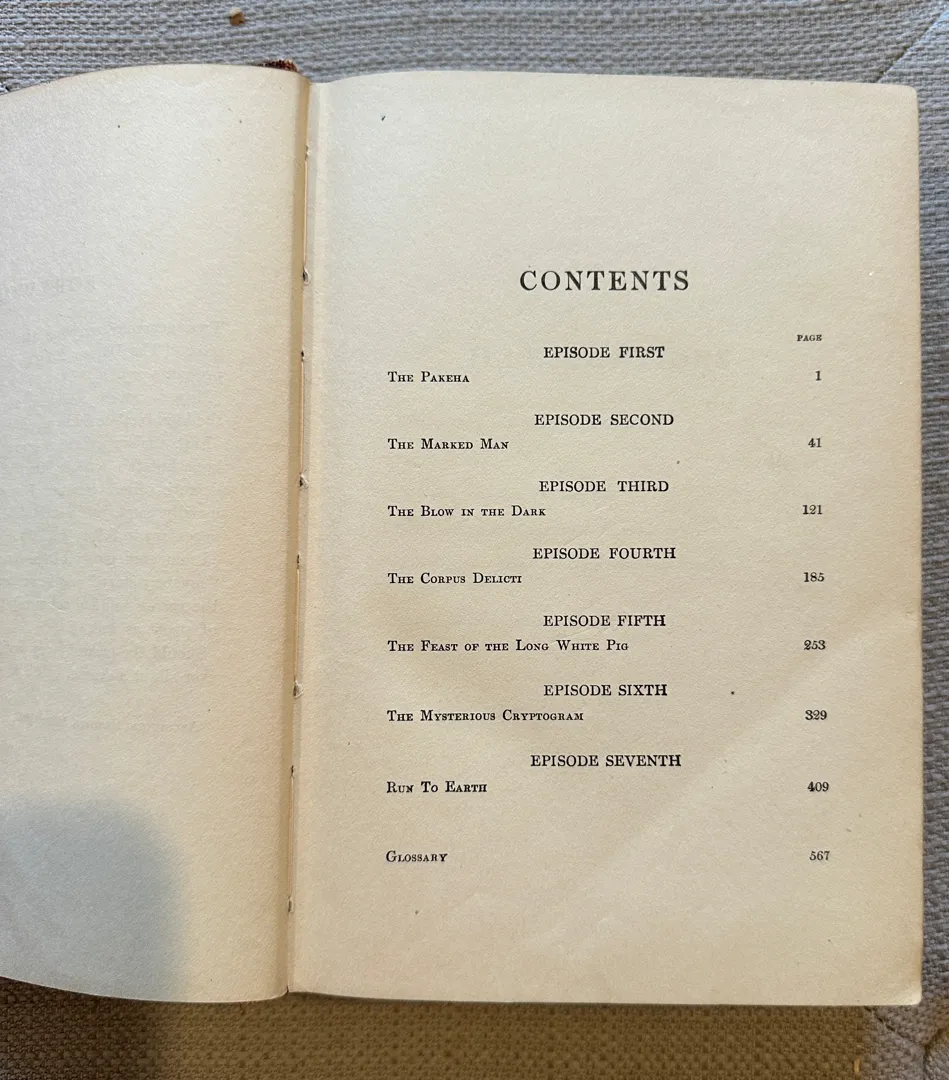 CONTENTS
PAGE
EPISODE FIRST
The Pakeha 1
EPISODE SECOND
The Marked Man 41
EPISODE THIRD
The Blow in the Dark 121
EPISODE FOURTH
The Corpus Delicti 185
EPISODE FIFTH
The Feast of the Long White Pig 253
EPISODE SIXTH
The Mysterious Cryptogram 329
EPISODE SEVENTH
Run To Earth 409
Glossary 567